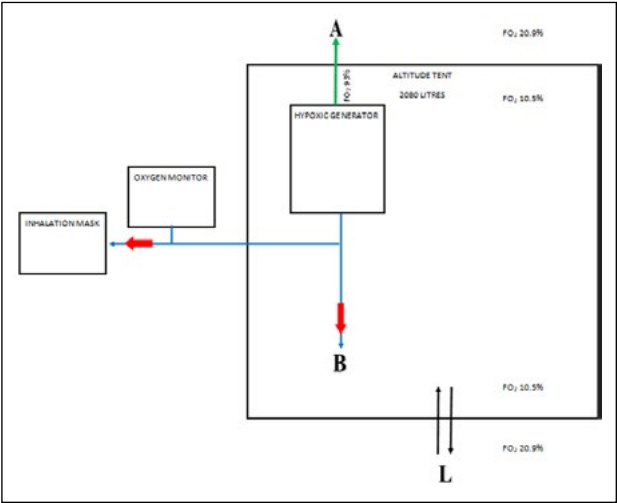 A
FO₂ 20.9%
FO₂ 95%
ALTITUDE TENT
2080 LITRES
FO₂ 10.5%
HYPOXIC GENERATOR
OXYGEN MONITOR
INHALATION MASK
B
FO₂ 10.5%
FO₂ 20.9%
L